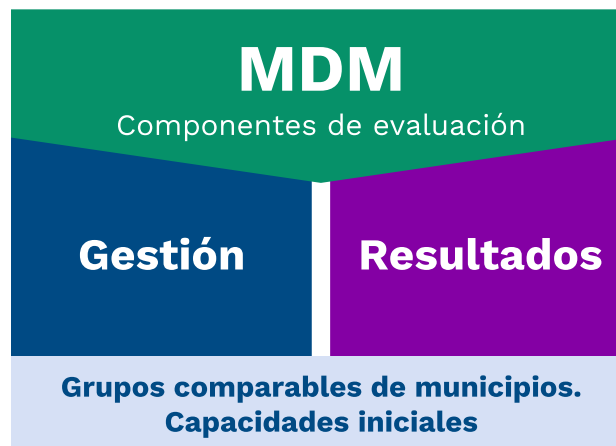 MDM
Componentes de evaluación
Gestión
Resultados
Grupos comparables de municipios.
Capacidades iniciales